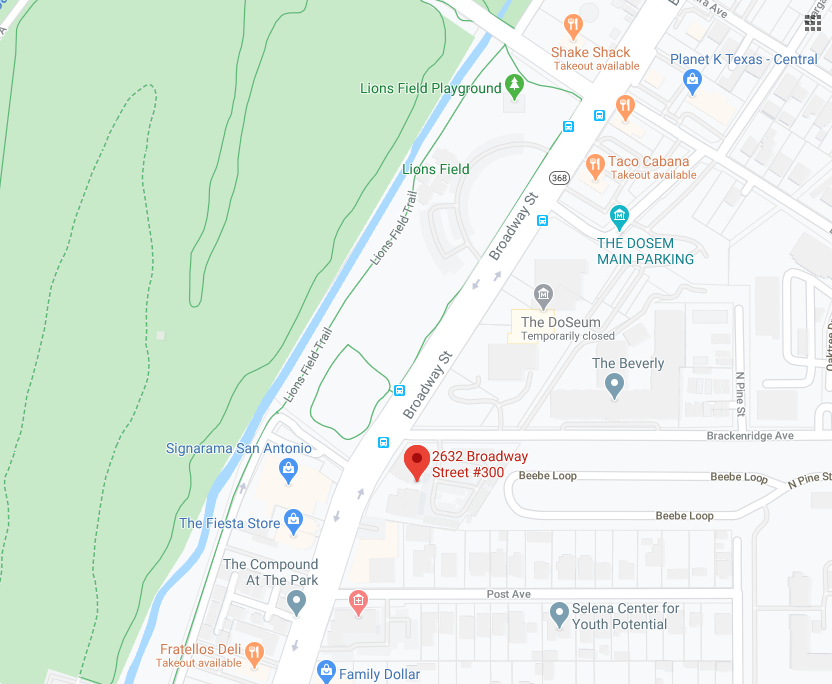 Shake Shack
Takeout available
Planet K Texas - Central
Lions Field Playground
Lions Field
Taco Cabana
Takeout available
368
Lions-Field-Trail
Broadway St
THE DOSEM
MAIN PARKING
The DoSeum
Temporarily closed
The Beverly
N Pine St
Lions-Field-Trail
Broadway St
Brackenridge Ave
Signarama San Antonio
2632 Broadway
Street #300
Beebe Loop
Beebe Loop
N Pine St
Beebe Loop
The Fiesta Store
The Compound
At The Park
Post Ave
Selena Center for
Youth Potential
Fratellos Deli
Takeout available
Family Dollar